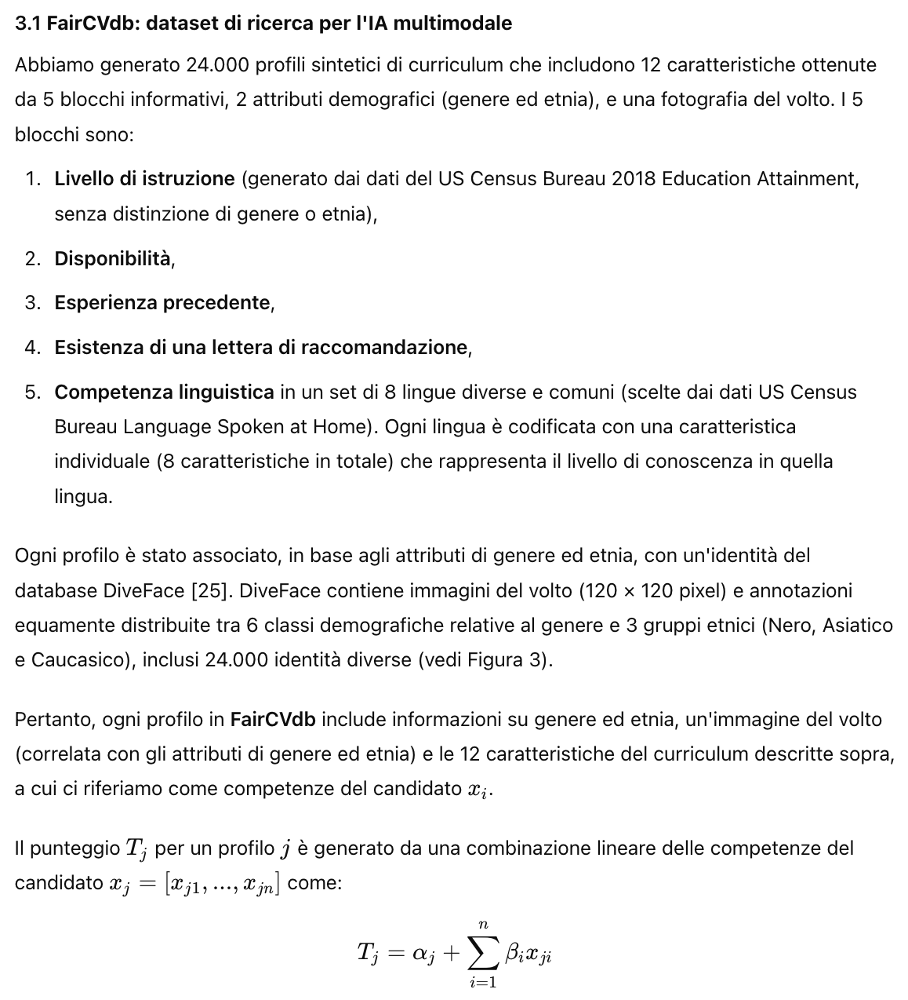 3.1 FairCVdb: dataset di ricerca per l'IA multimodale
Abbiamo generato 24.000 profili sintetici di curriculum che includono 12 caratteristiche ottenute
da 5 blocchi informativi, 2 attributi demografici (genere ed etnia), e una fotografia del volto. I 5
blocchi sono:
1. Livello di istruzione (generato dai dati del US Census Bureau 2018 Education Attainment,
senza distinzione di genere o etnia),
2. Disponibilità,
3. Esperienza precedente,
4. Esistenza di una lettera di raccomandazione,
5. Competenza linguistica in un set di 8 lingue diverse e comuni (scelte dai dati US Census
Bureau Language Spoken at Home). Ogni lingua è codificata con una caratteristica
individuale (8 caratteristiche in totale) che rappresenta il livello di conoscenza in quella
lingua.
Ogni profilo è stato associato, in base agli attributi di genere ed etnia, con un'identità del
database DiveFace [25]. DiveFace contiene immagini del volto (120 × 120 pixel) e annotazioni
equamente distribuite tra 6 classi demografiche relative al genere e 3 gruppi etnici (Nero, Asiatico
e Caucasico), inclusi 24.000 identità diverse (vedi Figura 3).
Pertanto, ogni profilo in FairCVdb include informazioni su genere ed etnia, un'immagine del volto
(correlata con gli attributi di genere ed etnia) e le 12 caratteristiche del curriculum descritte sopra,
a cui ci riferiamo come competenze del candidato x_i.
Il punteggio T_j per un profilo j è generato da una combinazione lineare delle competenze del
candidato x_j = [x_{j1}, ..., x_{jn}] come:
T_j = α_j + ∑_{i=1}^{n} β_i x_{ji}